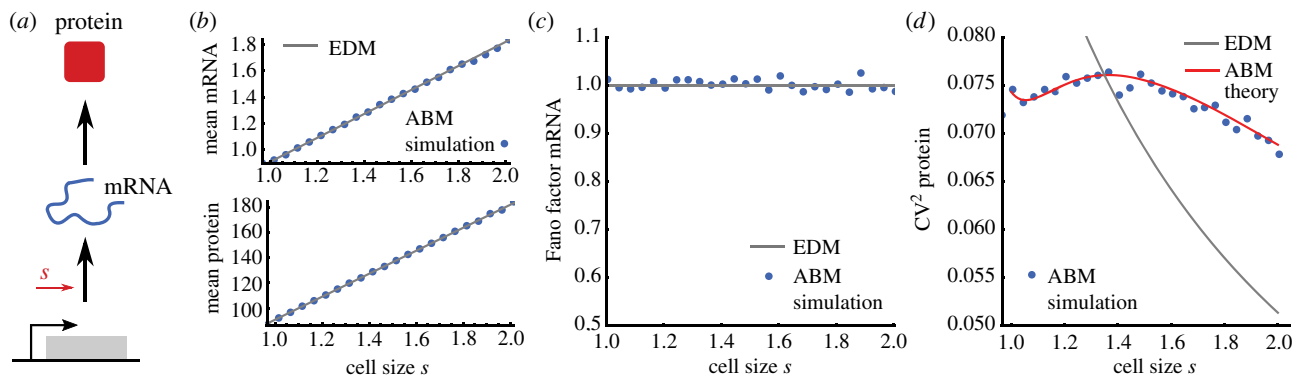 (a)
protein
mRNA
s
(b)
mean mRNA
1.8
1.6
1.4
1.2
1.0
EDM
ABM
simulation
1.0 1.2 1.4 1.6 1.8 2.0
mean protein
180
160
140
120
100
1.0 1.2 1.4 1.6 1.8 2.0
cell size s
(c)
Fano factor mRNA
1.1
1.0
0.9
0.8
0.7
0.6
0.5
EDM
ABM
simulation
1.0 1.2 1.4 1.6 1.8 2.0
cell size s
(d)
CV² protein
0.080
0.075
0.070
0.065
0.060
0.055
0.050
EDM
ABM
theory
ABM
simulation
1.0 1.2 1.4 1.6 1.8 2.0
cell size s